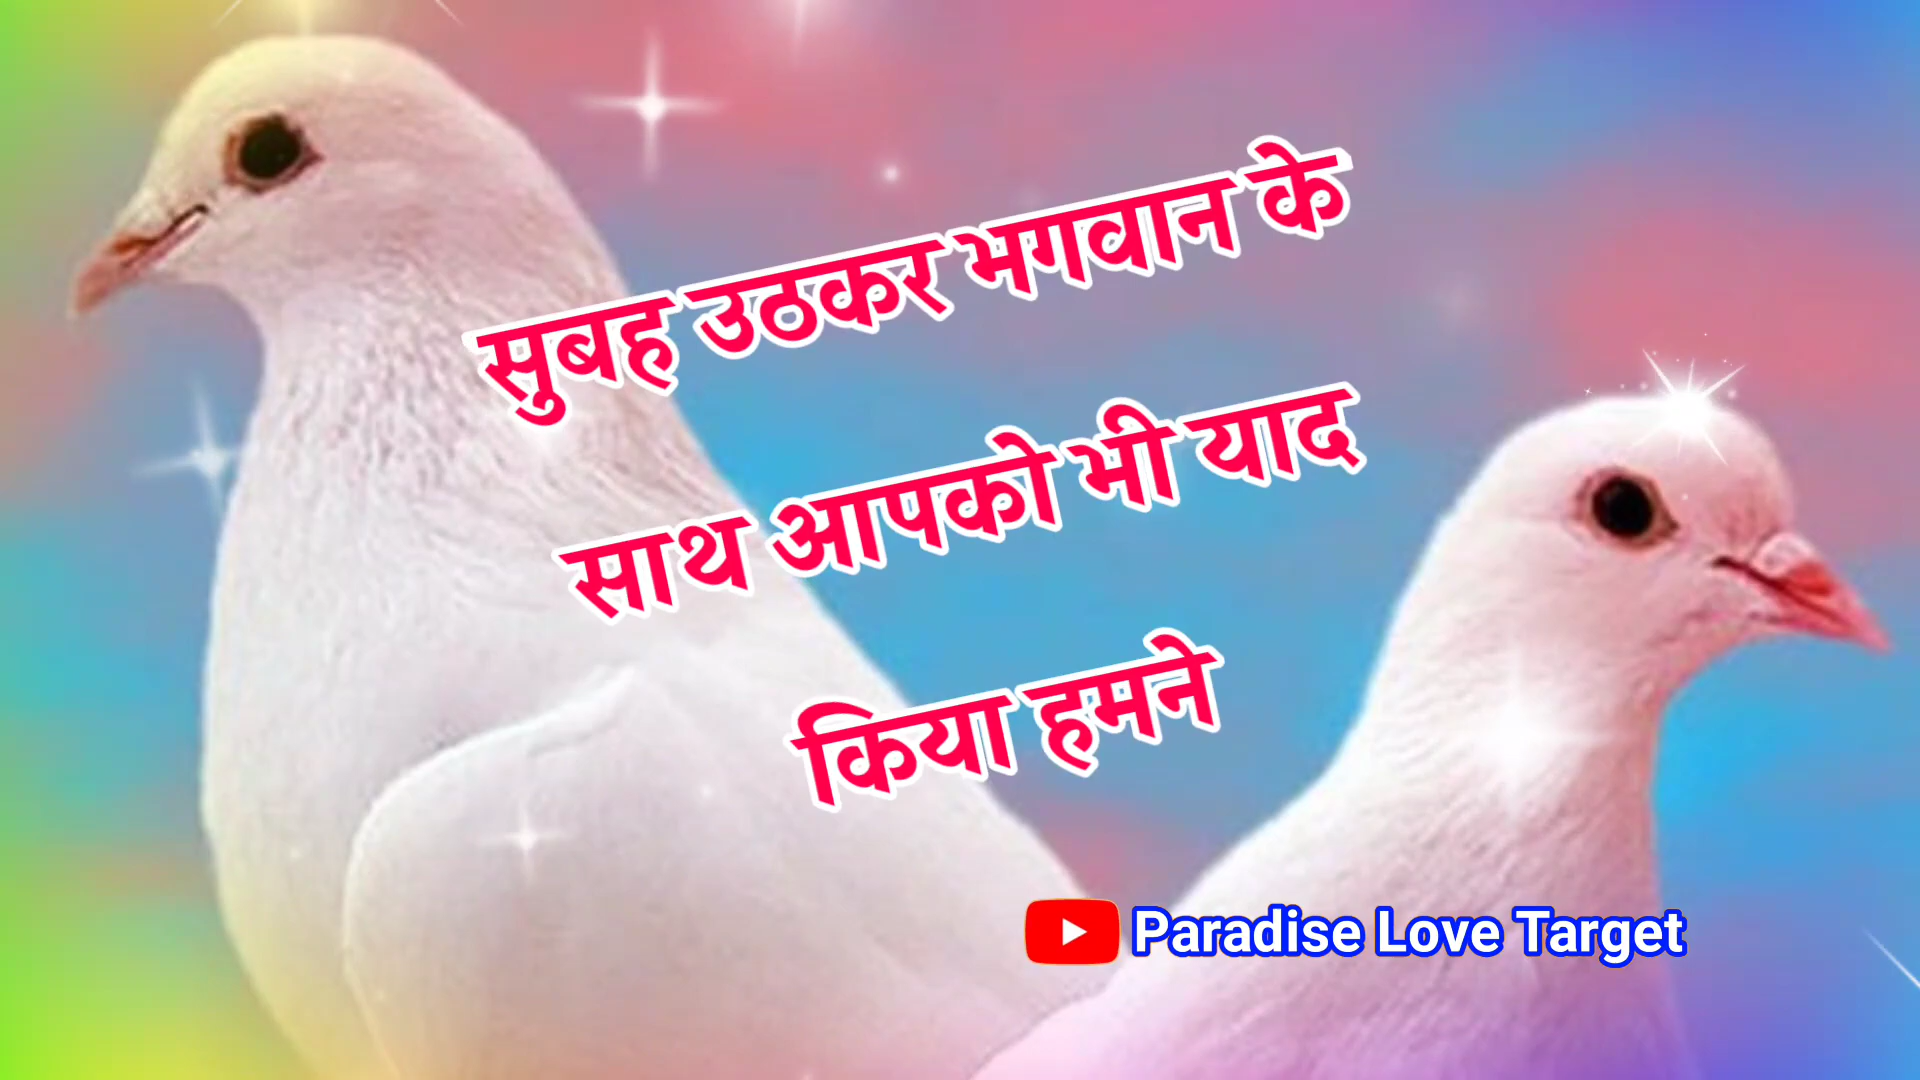 सुबह उठकर भगवान के
साथ आपको भी याद
किया हमने
Paradise Love Target